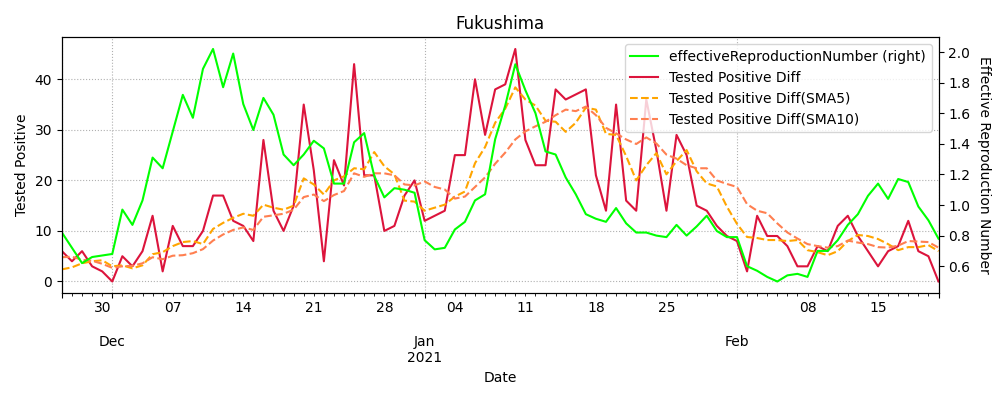 Fukushima
effectiveReproductionNumber (right)
Tested Positive Diff
Tested Positive Diff(SMA5)
Tested Positive Diff(SMA10)
Tested Positive
40
30
20
10
0
2.0
1.8
1.6
1.4
1.2
1.0
0.8
0.6
Effective Reproduction Number
30 07 14 21 28 04 11 18 25 08 15
Dec Jan Feb
2021
Date